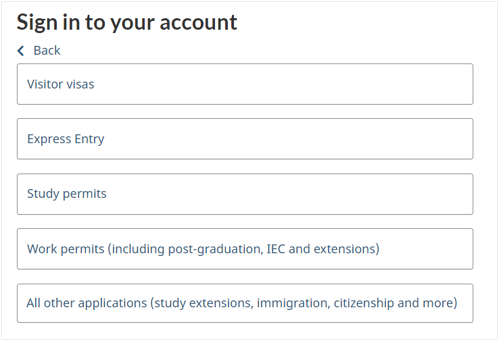 Sign in to your account
Back
Visitor visas
Express Entry
Study permits
Work permits (including post-graduation, IEC and extensions)
All other applications (study extensions, immigration, citizenship and more)